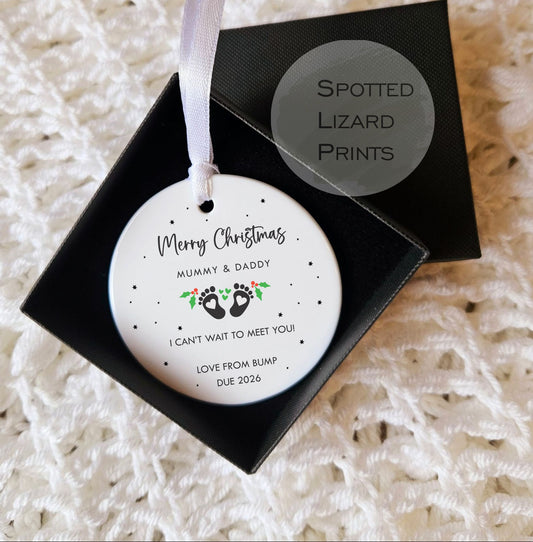 Spotted
Lizard
Prints
Merry Christmas
MUMMY & DADDY
I CAN'T WAIT TO MEET YOU!
LOVE FROM BUMP
DUE 2026